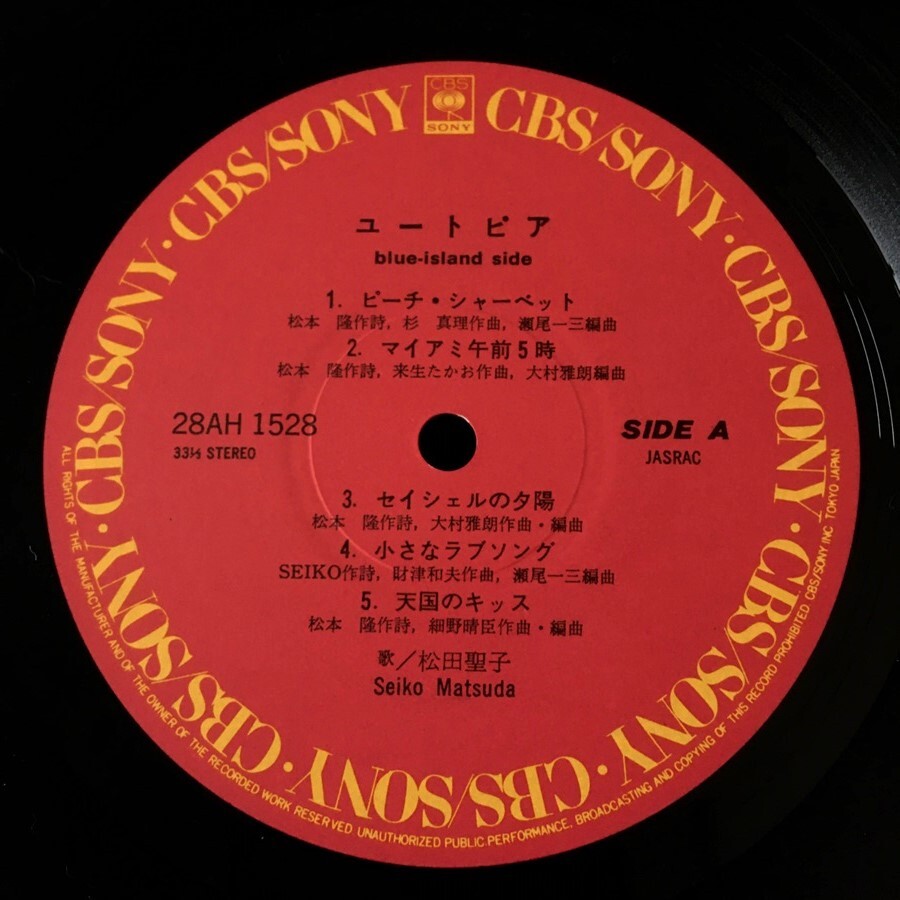 CBS
SONY
CBS/SONY · CBS/SONY · CBS/SONY · CBS/SONY · CBS/SONY · CBS/SONY · CBS/SONY · CBS/SONY
ユートピア
blue-island side
1. ピーチ・シャーベット
松本 隆作詩, 杉 真理作曲, 瀬尾一三編曲
2. マイアミ午前5時
松本 隆作詩, 来生たかお作曲, 大村雅朗編曲
28AH 1528
33⅓ STEREO
SIDE A
JASRAC
3. セイシェルの夕陽
松本 隆作詩, 大村雅朗作曲・編曲
4. 小さなラブソング
SEIKO作詩, 財津和夫作曲, 瀬尾一三編曲
5. 天国のキッス
松本 隆作詩, 細野晴臣作曲・編曲
歌／松田聖子
Seiko Matsuda
ALL RIGHTS OF THE MANUFACTURER AND OF THE OWNER OF THE RECORDED WORK RESERVED. UNAUTHORIZED PUBLIC PERFORMANCE, BROADCASTING AND COPYING OF THIS RECORD PROHIBITED CBS/SONY INC. TOKYO JAPAN